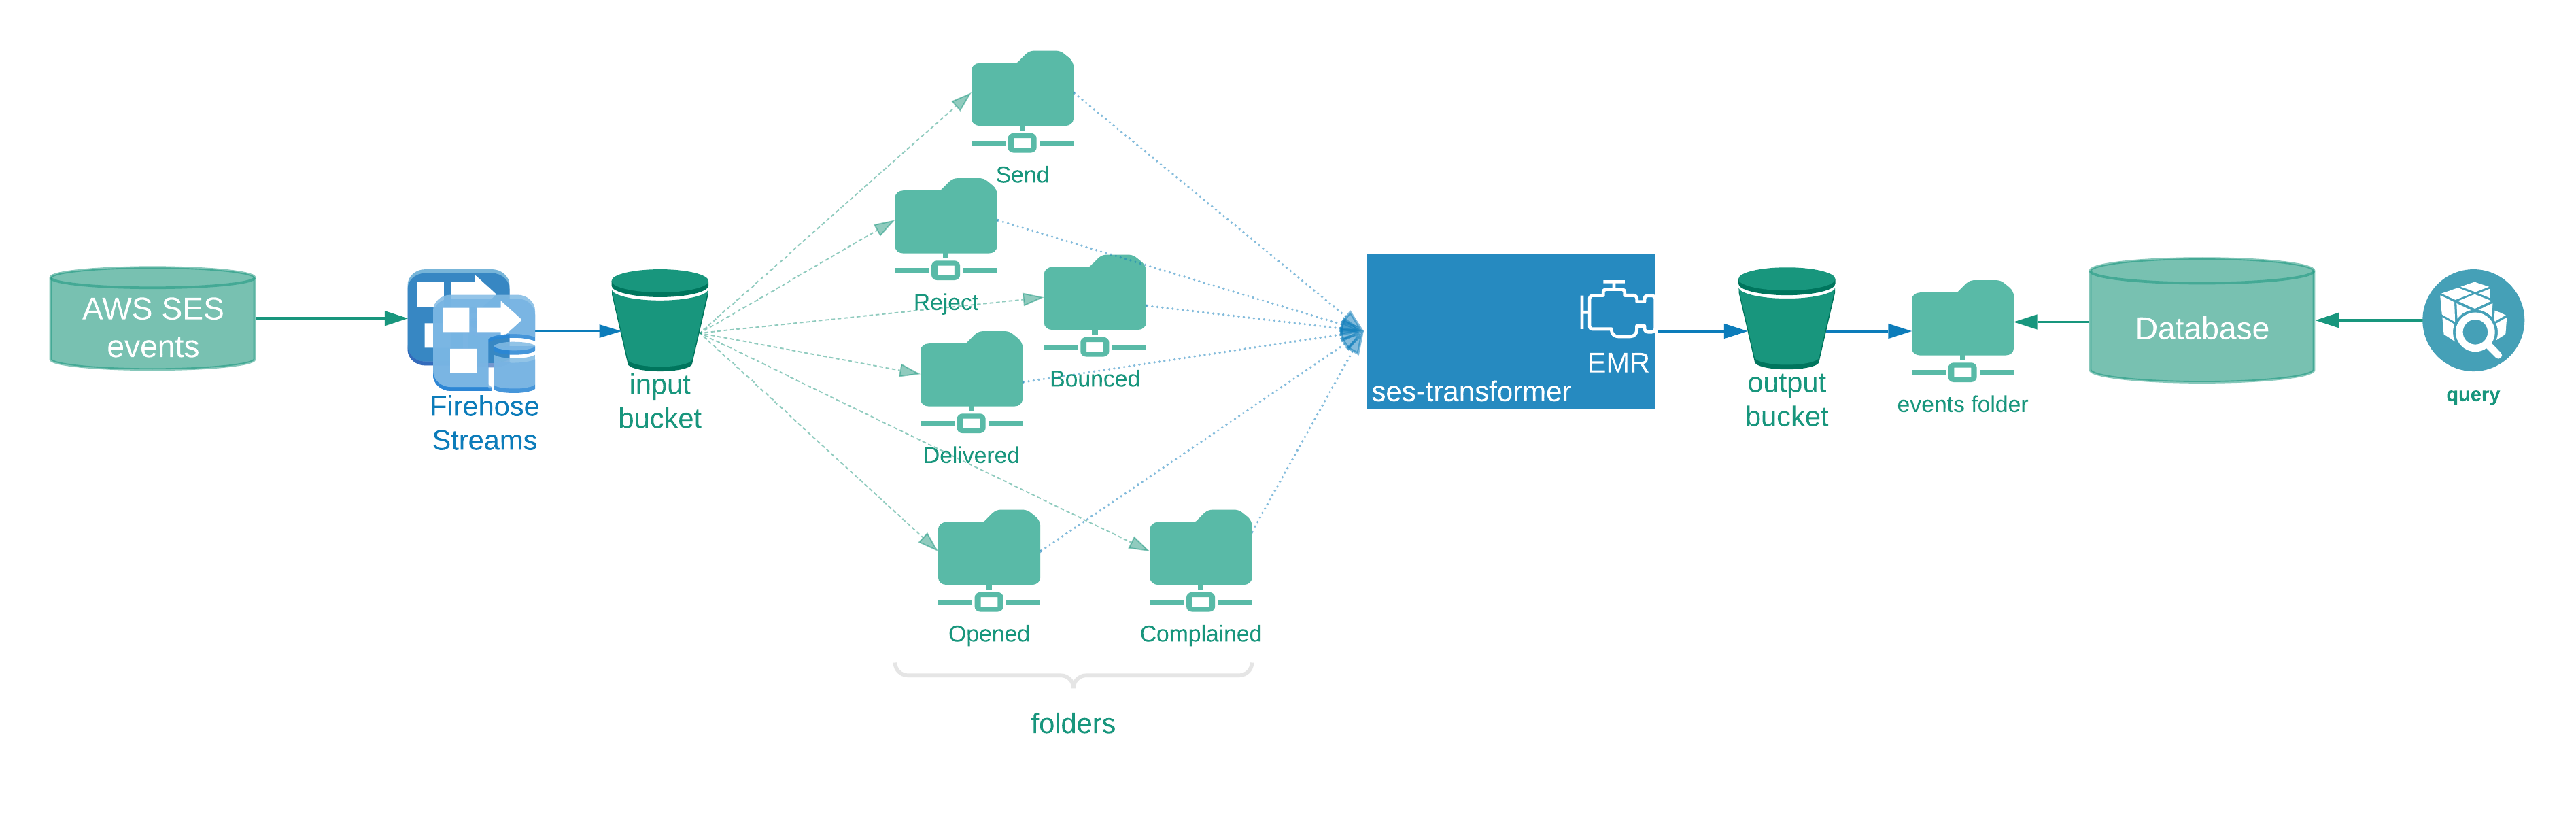 AWS SES
events
Firehose
Streams
input
bucket
Send
Reject
Bounced
Delivered
Opened
Complained
folders
ses-transformer
EMR
output
bucket
events folder
Database
query